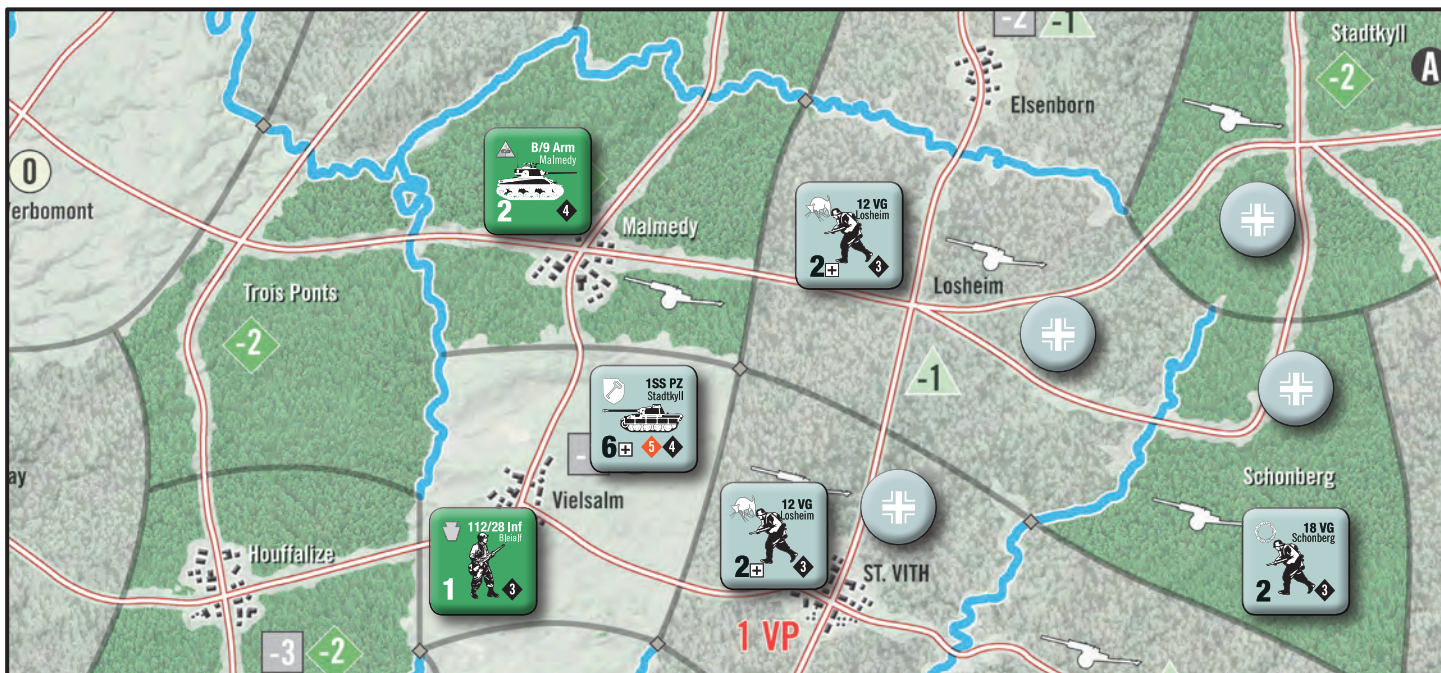 -2
-1
Stadtkyll
-2
A
Elsenborn
0
B/9 Arm
Malmedy
2
4
Malmedy
12 VG
Losheim
2
3
Losheim
Trois Ponts
-2
-1
1SS PZ
Stadtkyll
6
5
4
Schonberg
Vielsalm
112/28 Inf
Bleialf
1
3
Houffalize
12 VG
Losheim
2
3
ST. VITH
18 VG
Schonberg
2
3
1 VP
-3
-2